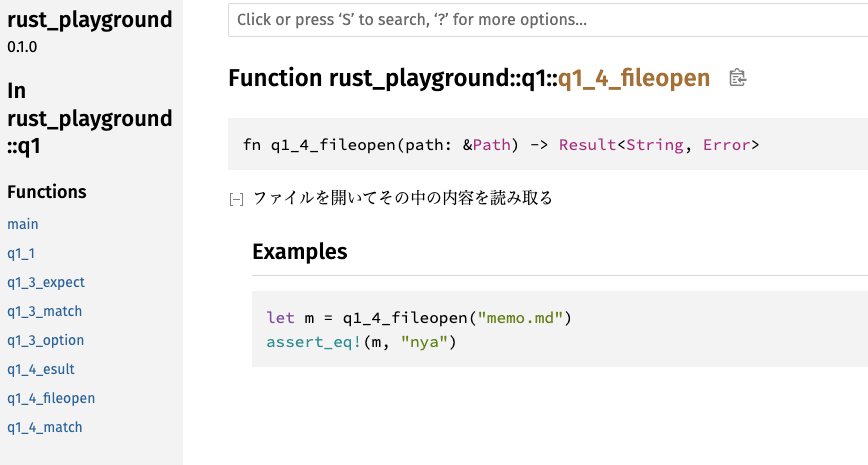 rust_playground
0.1.0
In
rust_playground
::q1
Functions
main
q1_1
q1_3_expect
q1_3_match
q1_3_option
q1_4_esult
q1_4_fileopen
q1_4_match
Click or press ‘S’ to search, ‘?’ for more options…
Function rust_playground::q1::q1_4_fileopen
fn q1_4_fileopen(path: &Path) -> Result<String, Error>
[−] ファイルを開いてその中の内容を読み取る
Examples
let m = q1_4_fileopen("memo.md")
assert_eq!(m, "nya")